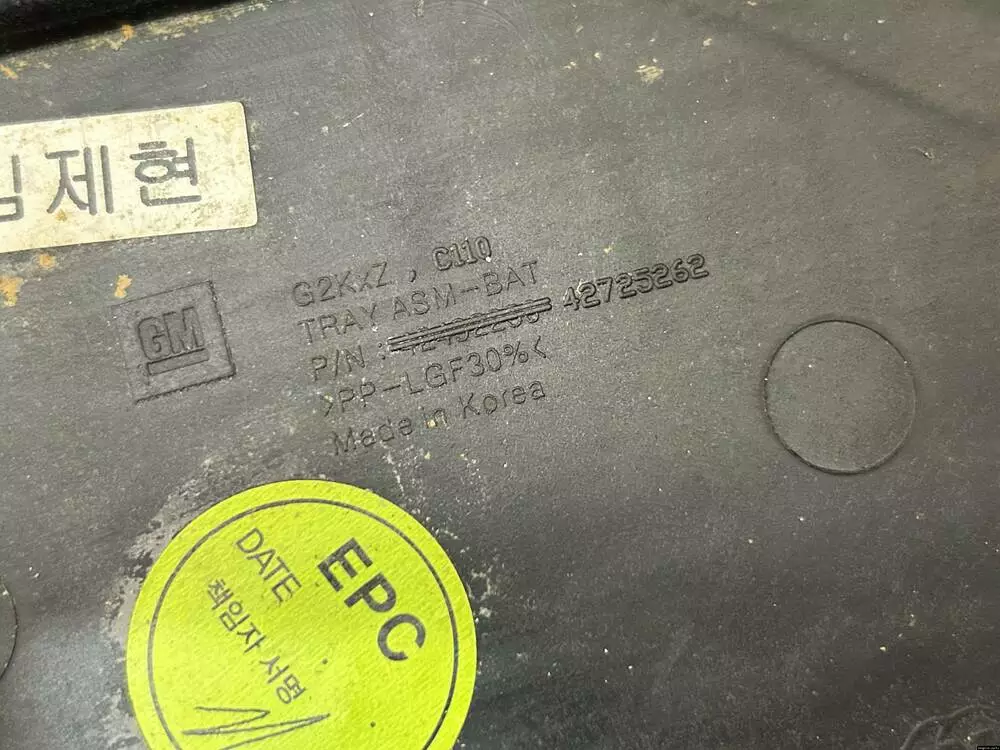 제현
GM
G2KxZ , C110
TRAY ASM-BAT
P/N : 42725262
>PP-LGF30%<
Made in Korea
EPC
DATE
책임자 서명 :